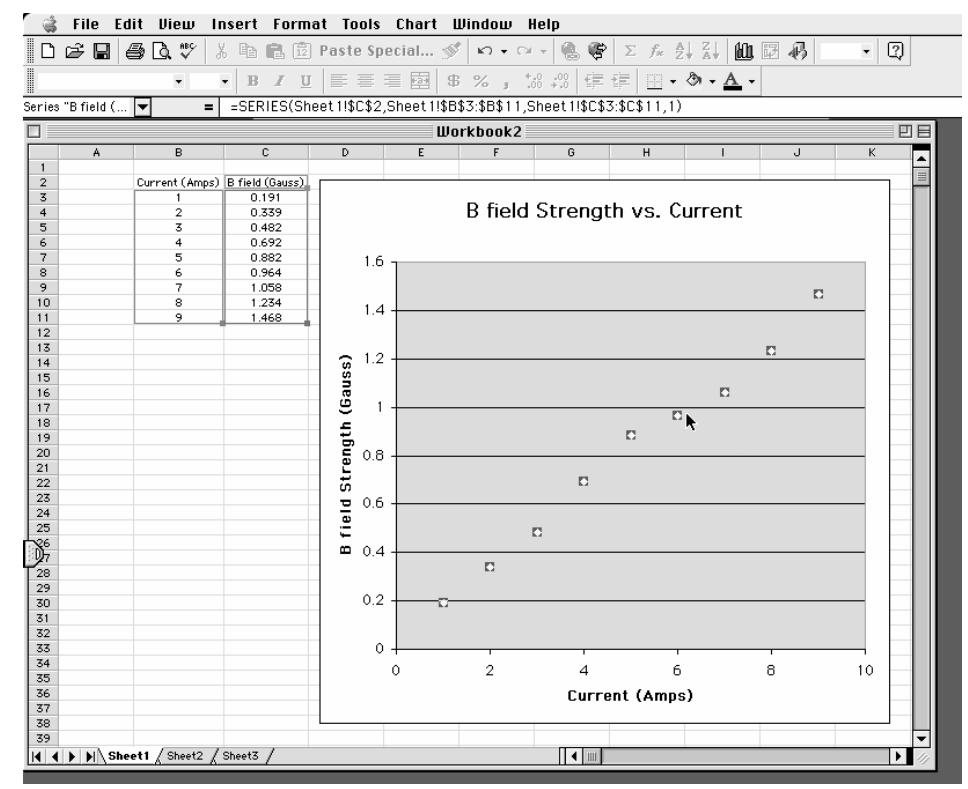 File Edit View Insert Format Tools Chart Window Help
ABC Paste Special... Σ fx ?
B I U $ % ,
Series "B field (... = =SERIES(Sheet1!$C$2,Sheet1!$B$3:$B$11,Sheet1!$C$3:$C$11,1)
Workbook2
A B C D E F G H I J K
1
2 Current (Amps) B field (Gauss)
3 1 0.191
4 2 0.339
5 3 0.482
6 4 0.692
7 5 0.882
8 6 0.964
9 7 1.058
10 8 1.234
11 9 1.468
12
13
14
15
16
17
18
19
20
21
22
23
24
25
26
27
28
29
30
31
32
33
34
35
36
37
38
39
B field Strength vs. Current
B field Strength (Gauss)
1.6
1.4
1.2
1
0.8
0.6
0.4
0.2
0
0 2 4 6 8 10
Current (Amps)
Sheet1 Sheet2 Sheet3